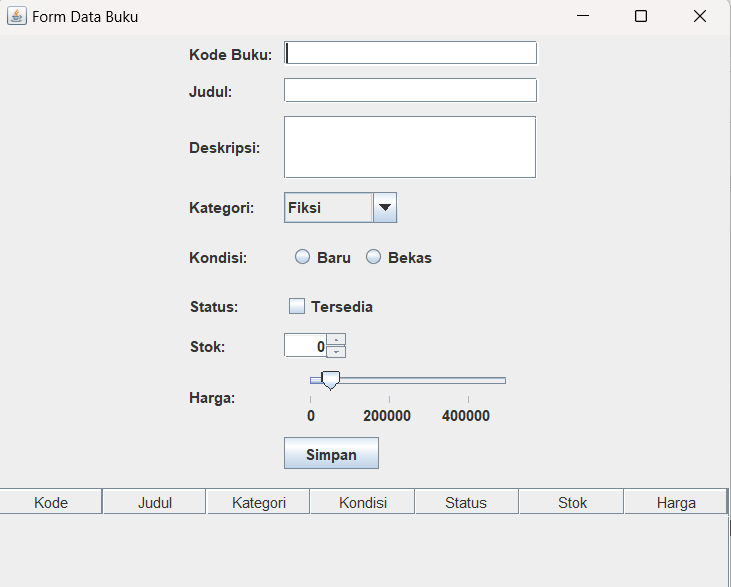 Form Data Buku
Kode Buku:
Judul:
Deskripsi:
Kategori: Fiksi
Kondisi: Baru Bekas
Status: Tersedia
Stok: 0
Harga:
0 200000 400000
Simpan
Kode Judul Kategori Kondisi Status Stok Harga